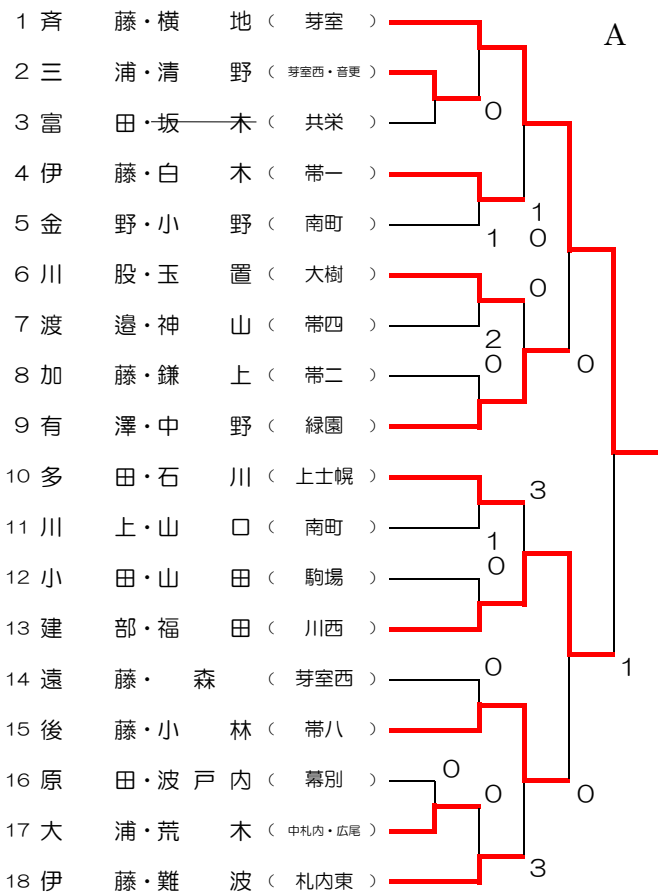 A
1 斉藤・横地（芽室）
2 三浦・清野（芽室西・音更）
3 富田・坂木（共栄）
0
4 伊藤・白木（帯一）
5 金野・小野（南町）
1
1
0
6 川股・玉置（大樹）
0
7 渡邉・神山（帯四）
2
8 加藤・鎌上（帯二）
0
0
9 有澤・中野（緑園）
10 多田・石川（上士幌）
3
11 川上・山口（南町）
1
12 小田・山田（駒場）
0
13 建部・福田（川西）
14 遠藤・森（芽室西）
0
1
15 後藤・小林（帯八）
16 原田・波戸内（幕別）
0
0
0
17 大浦・荒木（中札内・広尾）
18 伊藤・難波（札内東）
3